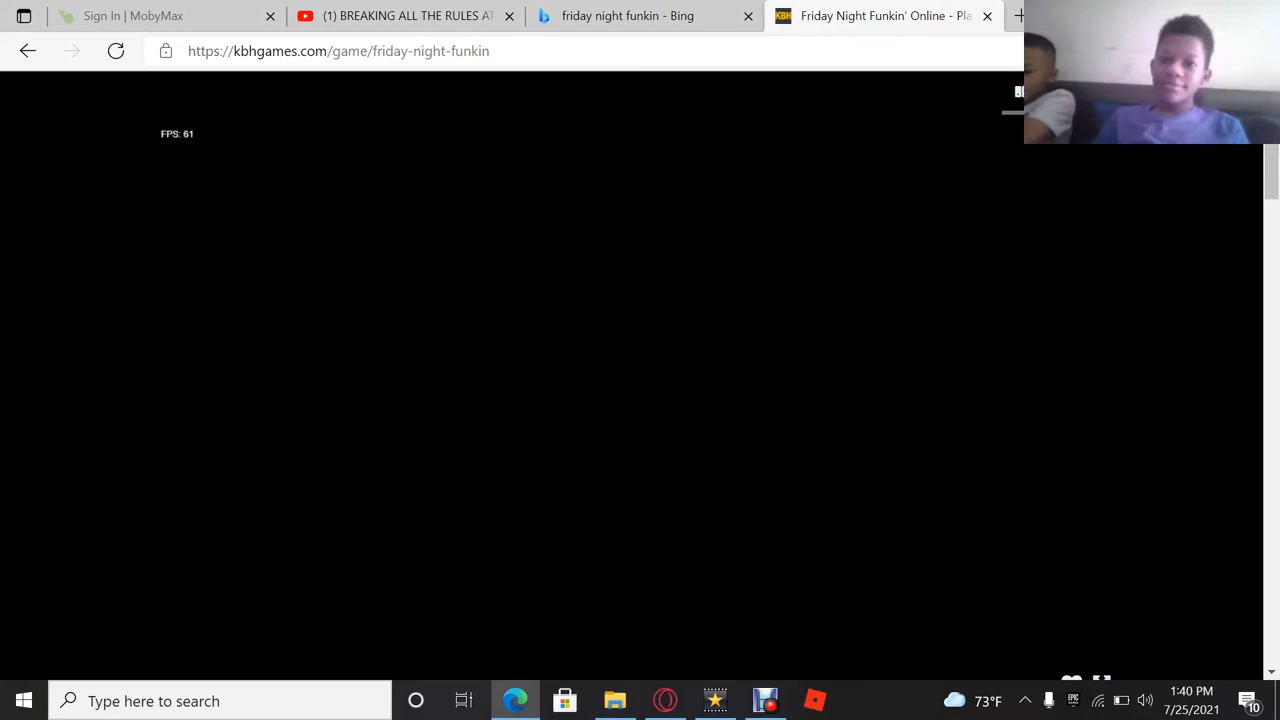 Sign In | MobyMax
(1) BREAKING ALL THE RULES AT
friday night funkin - Bing
KBH
Friday Night Funkin' Online - Pla
https://kbhgames.com/game/friday-night-funkin
FPS: 61
Type here to search
73°F
EPIC
1:40 PM
7/25/2021
10